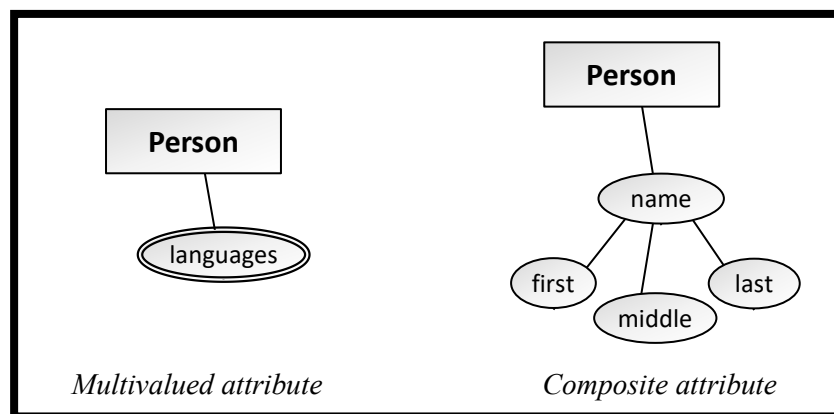 Person
languages
Multivalued attribute
Person
name
first
middle
last
Composite attribute